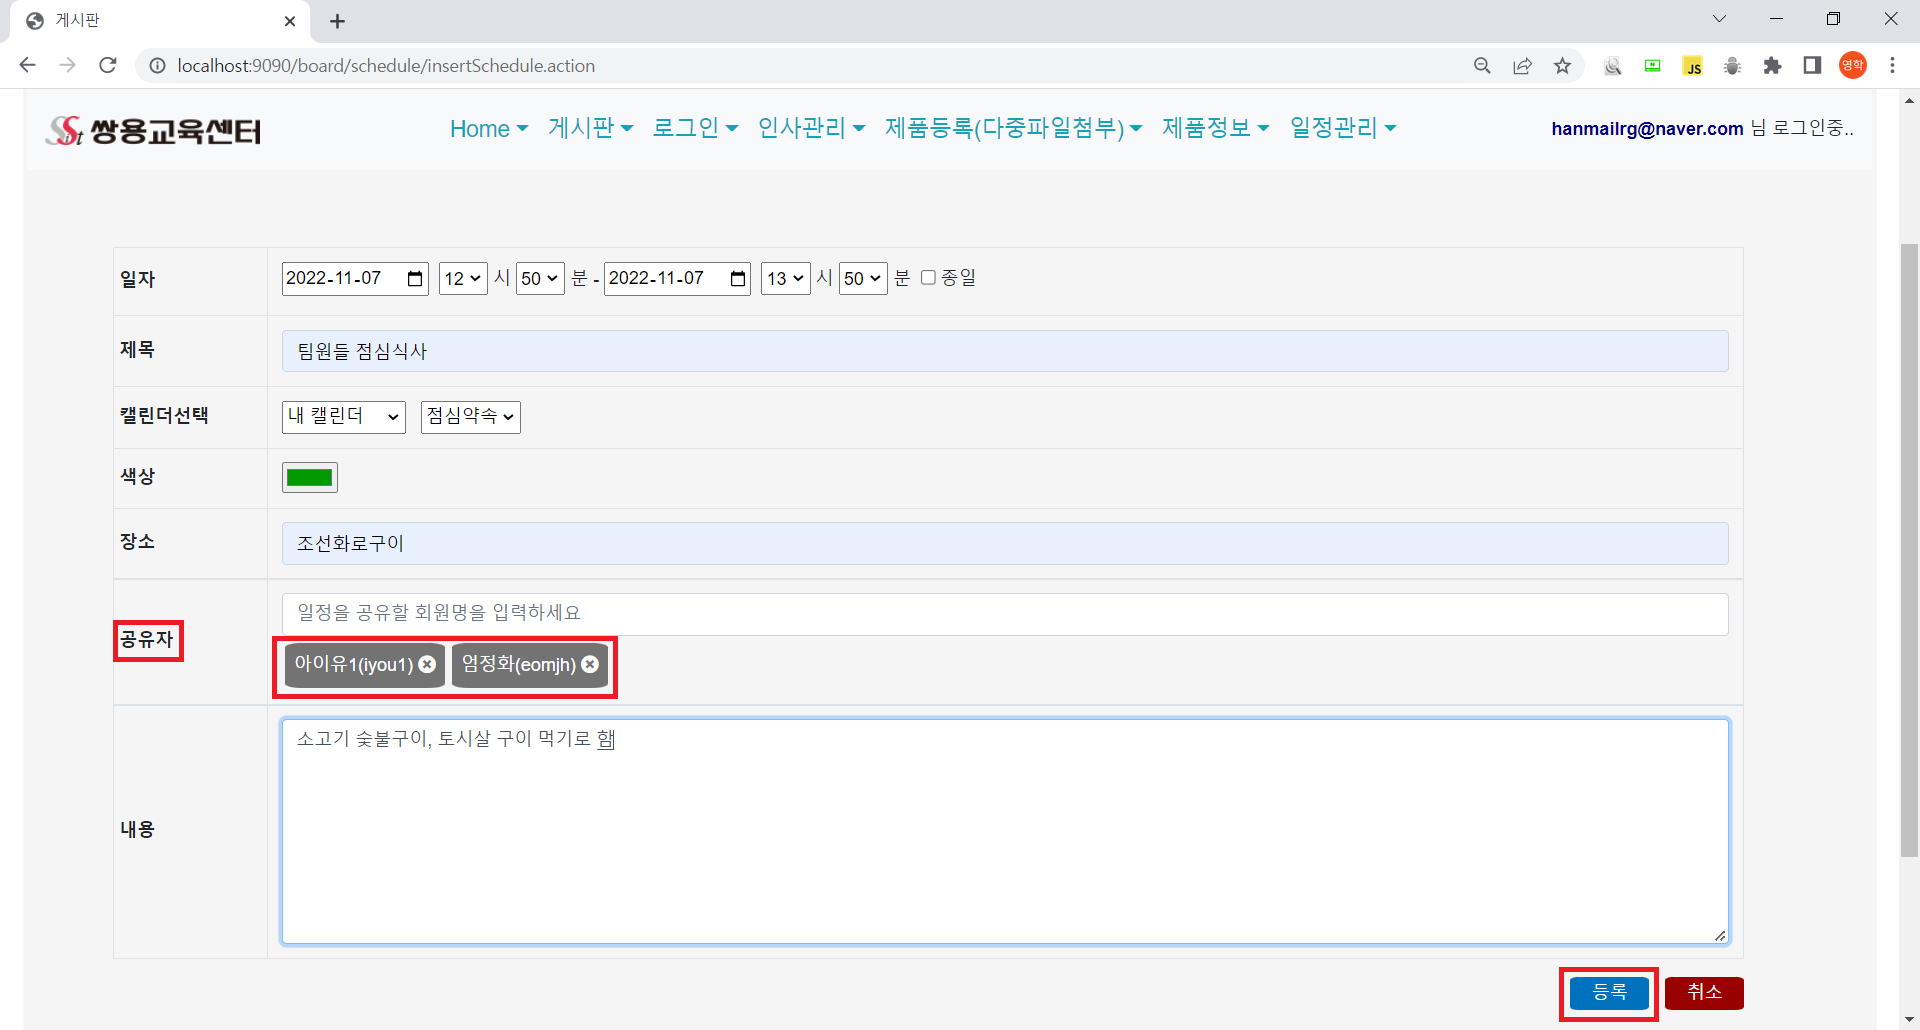 게시판
localhost:9090/board/schedule/insertSchedule.action
JS
영학
SSist 쌍용교육센터
Home 게시판 로그인 인사관리 제품등록(다중파일첨부) 제품정보 일정관리
hanmailrg@naver.com 님 로그인중..
일자 2022-11-07 12 시 50 분 - 2022-11-07 13 시 50 분 종일
제목 팀원들 점심식사
캘린더선택 내 캘린더 점심약속
색상
장소 조선화로구이
일정을 공유할 회원명을 입력하세요
공유자
아이유1(iyou1) 엄정화(eomjh)
소고기 숯불구이, 토시살 구이 먹기로 함
내용
등록 취소